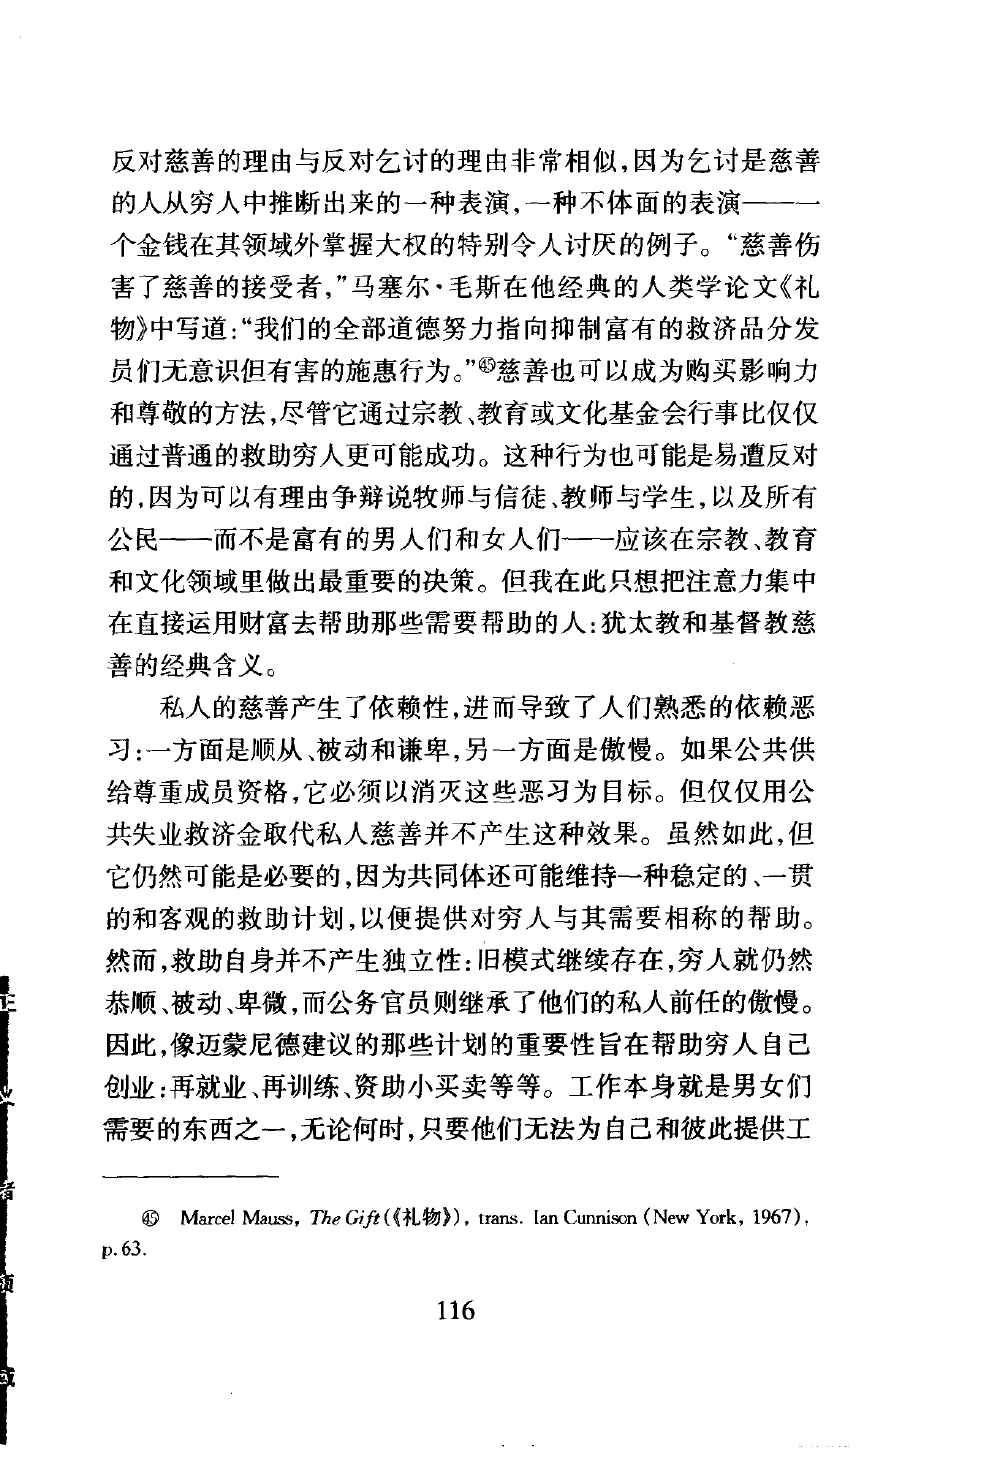 反对慈善的理由与反对乞讨的理由非常相似,因为乞讨是慈善
的人从穷人中推断出来的一种表演,一种不体面的表演——一
个金钱在其领域外掌握大权的特别令人讨厌的例子。“慈善伤
害了慈善的接受者,”马塞尔·毛斯在他经典的人类学论文《礼
物》中写道:“我们的全部道德努力指向抑制富有的救济品分发
员们无意识但有害的施惠行为。”㊺慈善也可以成为购买影响力
和尊敬的方法,尽管它通过宗教、教育或文化基金会行事比仅仅
通过普通的救助穷人更可能成功。这种行为也可能是易遭反对
的,因为可以有理由争辩说牧师与信徒、教师与学生,以及所有
公民——而不是富有的男人们和女人们——应该在宗教、教育
和文化领域里做出最重要的决策。但我在此只想把注意力集中
在直接运用财富去帮助那些需要帮助的人:犹太教和基督教慈
善的经典含义。
私人的慈善产生了依赖性,进而导致了人们熟悉的依赖恶
习:一方面是顺从、被动和谦卑,另一方面是傲慢。如果公共供
给尊重成员资格,它必须以消灭这些恶习为目标。但仅仅用公
共失业救济金取代私人慈善并不产生这种效果。虽然如此,但
它仍然可能是必要的,因为共同体还可能维持一种稳定的、一贯
的和客观的救助计划,以便提供对穷人与其需要相称的帮助。
然而,救助自身并不产生独立性:旧模式继续存在,穷人就仍然
恭顺、被动、卑微,而公务官员则继承了他们的私人前任的傲慢。
因此,像迈蒙尼德建议的那些计划的重要性旨在帮助穷人自己
创业:再就业、再训练、资助小买卖等等。工作本身就是男女们
需要的东西之一,无论何时,只要他们无法为自己和彼此提供工
㊺ Marcel Mauss, The Gift(《礼物》), trans. Ian Cunnison (New York, 1967),
p. 63.
116